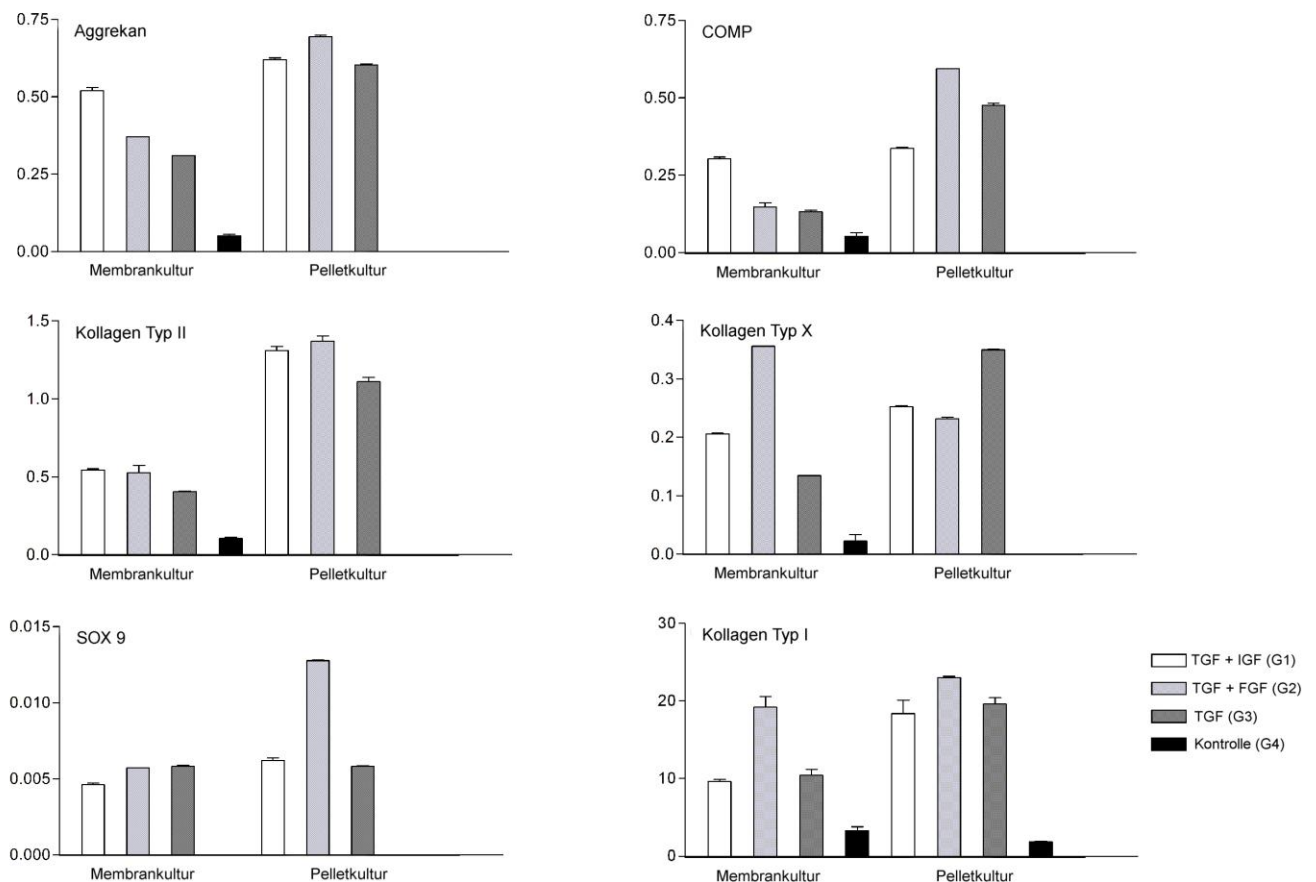 Aggrekan
0.75
0.50
0.25
0.00
Membrankultur Pelletkultur
COMP
0.75
0.50
0.25
0.00
Membrankultur Pelletkultur
Kollagen Typ II
1.5
1.0
0.5
0.0
Membrankultur Pelletkultur
Kollagen Typ X
0.4
0.3
0.2
0.1
0.0
Membrankultur Pelletkultur
SOX 9
0.015
0.010
0.005
0.000
Membrankultur Pelletkultur
Kollagen Typ I
30
20
10
0
Membrankultur Pelletkultur
TGF + IGF (G1)
TGF + FGF (G2)
TGF (G3)
Kontrolle (G4)